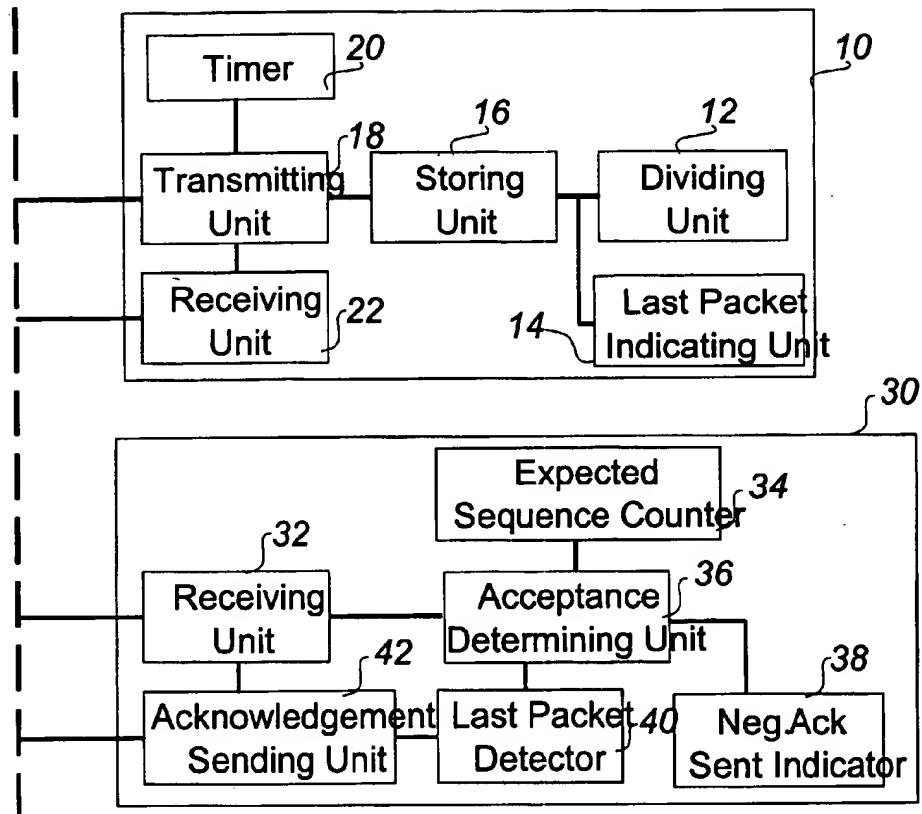 Timer
20
10
18
16
12
Transmitting
Unit
Storing
Unit
Dividing
Unit
Receiving
Unit
22
14
Last Packet
Indicating Unit
30
Expected
Sequence Counter
34
32
Receiving
Unit
Acceptance
Determining Unit
36
42
38
Acknowledgement
Sending Unit
Last Packet
Detector
40
Neg.Ack
Sent Indicator